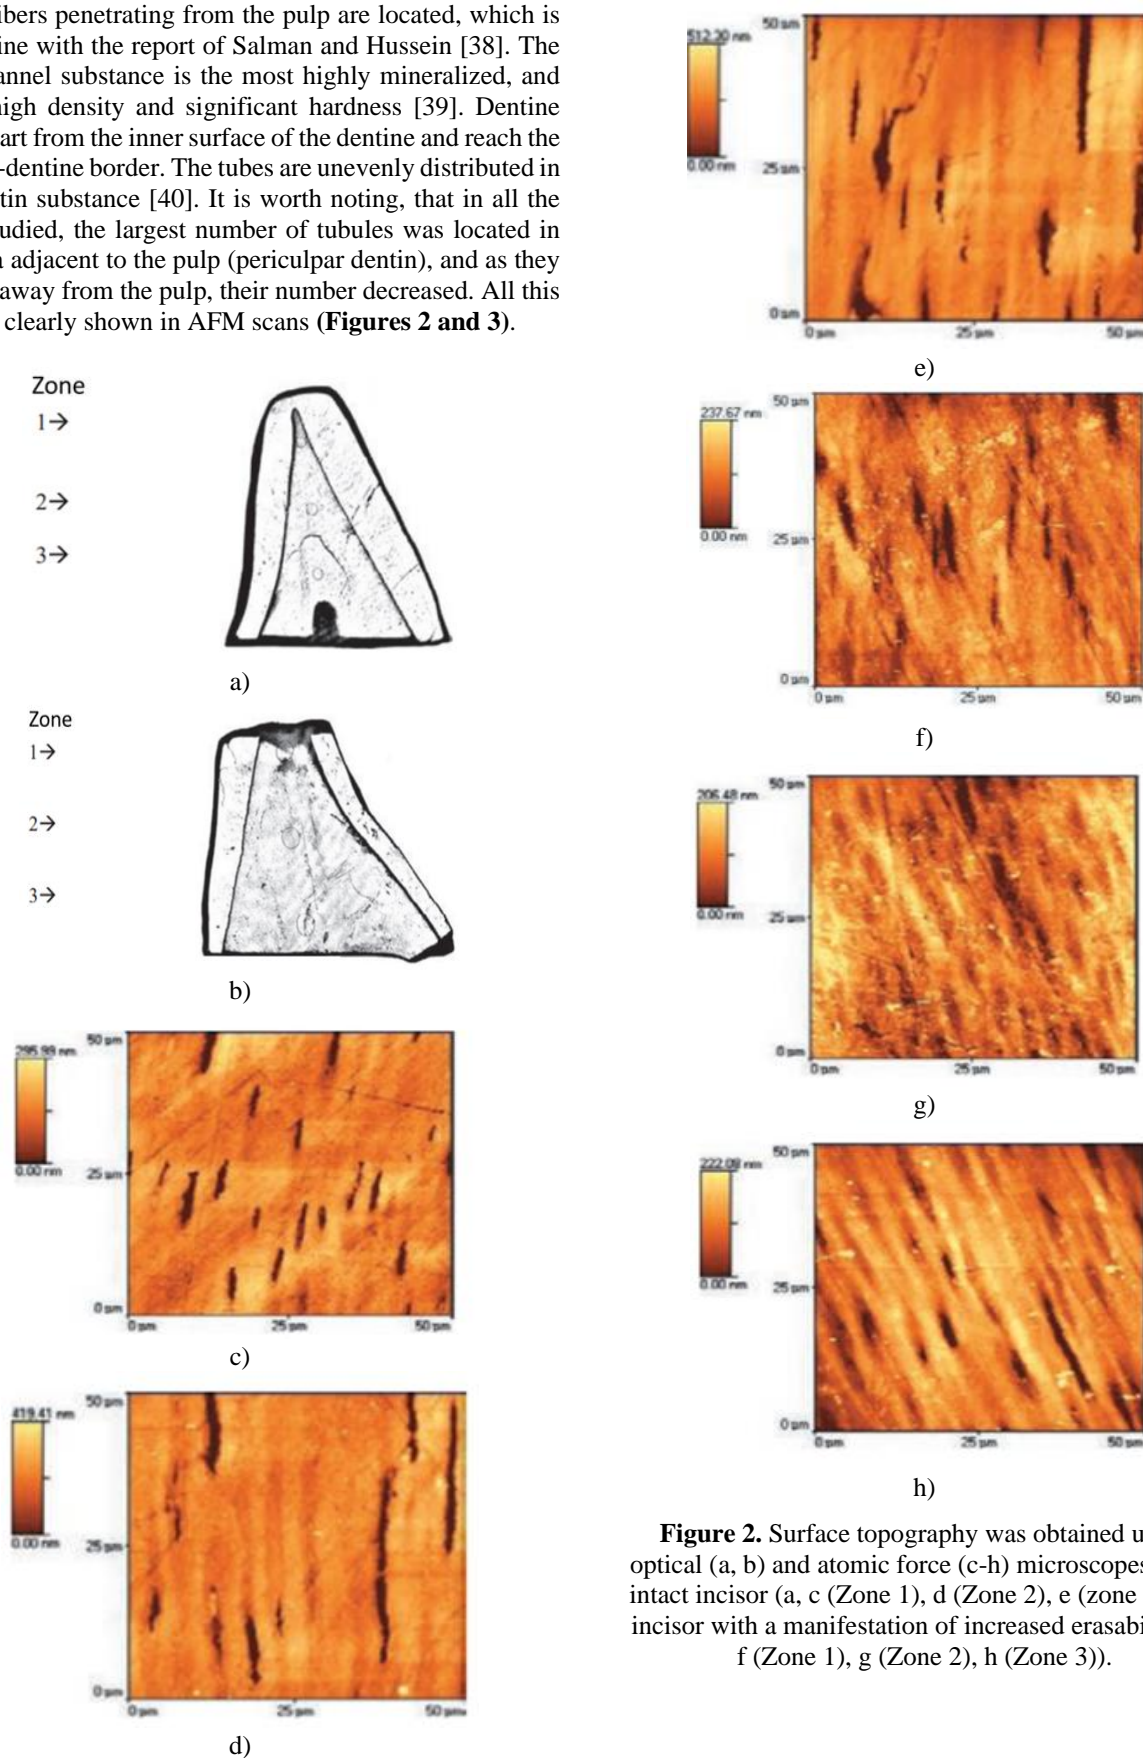 ibers penetrating from the pulp are located, which is
ine with the report of Salman and Hussein [38]. The
annel substance is the most highly mineralized, and
high density and significant hardness [39]. Dentine
art from the inner surface of the dentine and reach the
-dentine border. The tubes are unevenly distributed in
tin substance [40]. It is worth noting, that in all the
tudied, the largest number of tubules was located in
a adjacent to the pulp (periculpar dentin), and as they
away from the pulp, their number decreased. All this
clearly shown in AFM scans (Figures 2 and 3).
Zone
1→
2→
3→
a)
Zone
1→
2→
3→
b)
295.99 nm
0.00 nm
50 µm
25 µm
0 µm
0 µm
25 µm
50 µm
c)
419.41 nm
0.00 nm
50 µm
25 µm
0 µm
0 µm
25 µm
50 µm
d)
512.30 nm
0.00 nm
50 µm
25 µm
0 µm
0 µm
25 µm
50 µm
e)
237.67 nm
0.00 nm
50 µm
25 µm
0 µm
0 µm
25 µm
50 µm
f)
206.48 nm
0.00 nm
50 µm
25 µm
0 µm
0 µm
25 µm
50 µm
g)
222.08 nm
0.00 nm
50 µm
25 µm
0 µm
0 µm
25 µm
50 µm
h)
Figure 2. Surface topography was obtained u
optical (a, b) and atomic force (c-h) microscopes
intact incisor (a, c (Zone 1), d (Zone 2), e (zone
incisor with a manifestation of increased erasabi
f (Zone 1), g (Zone 2), h (Zone 3)).